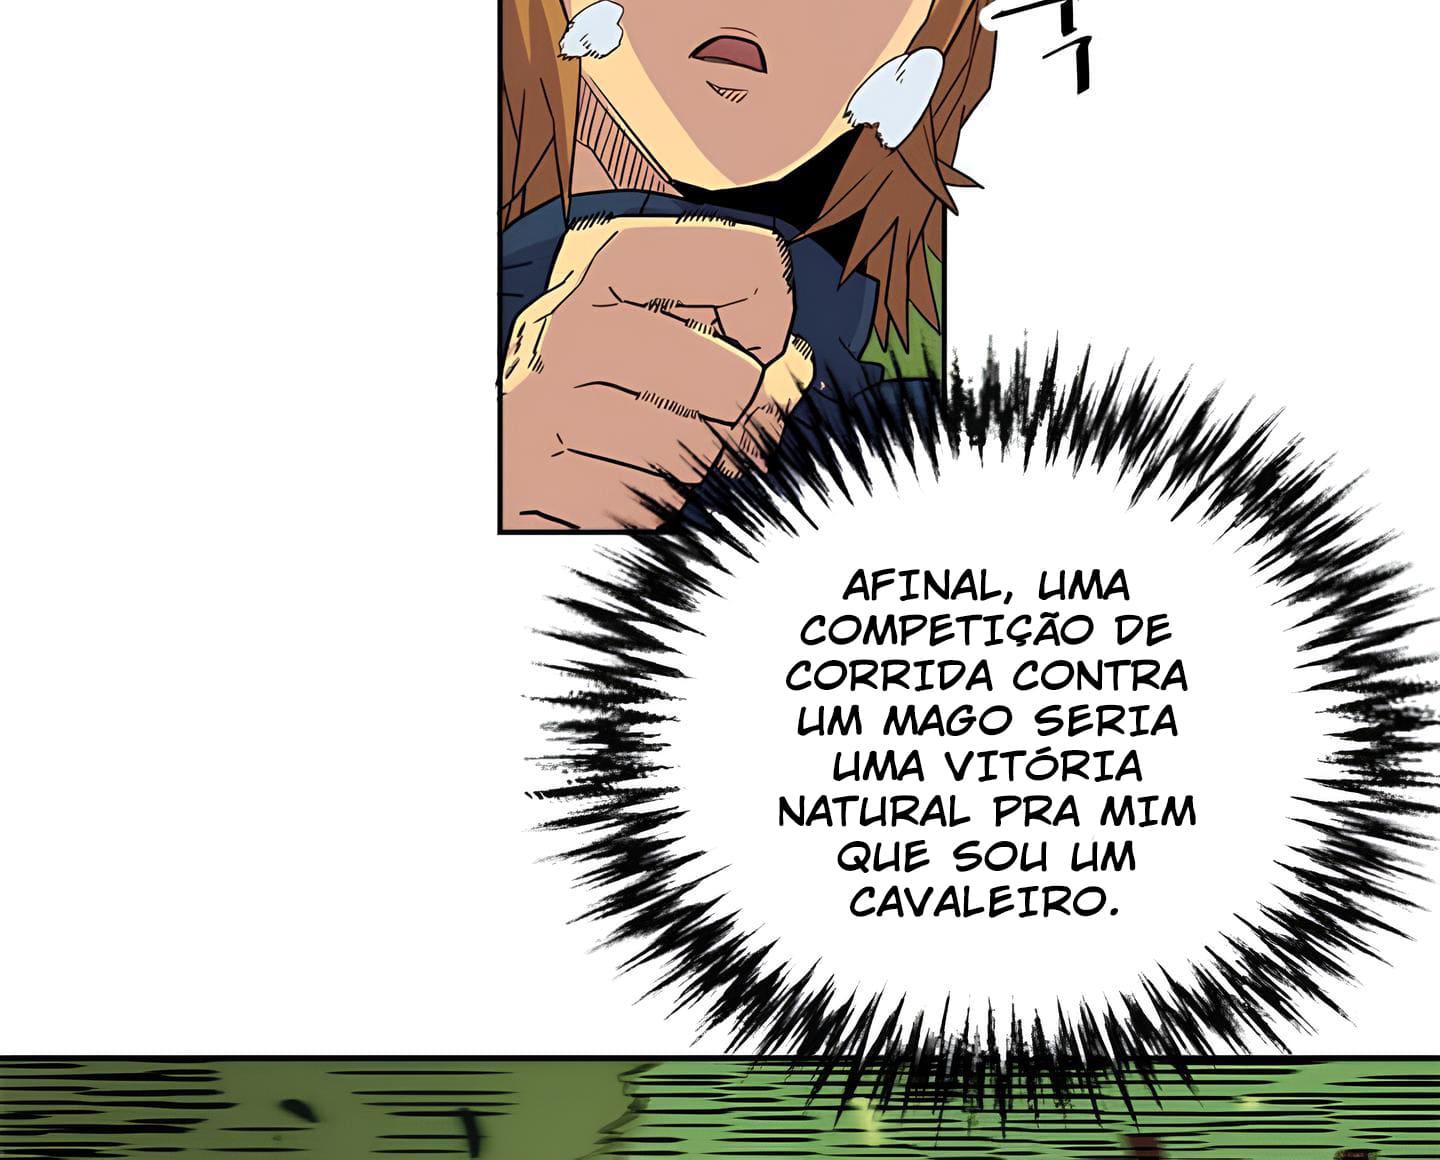 AFINAL, UMA
COMPETIÇÃO DE
CORRIDA CONTRA
UM MAGO SERIA
UMA VITÓRIA
NATURAL PRA MIM
QUE SOU UM
CAVALEIRO.